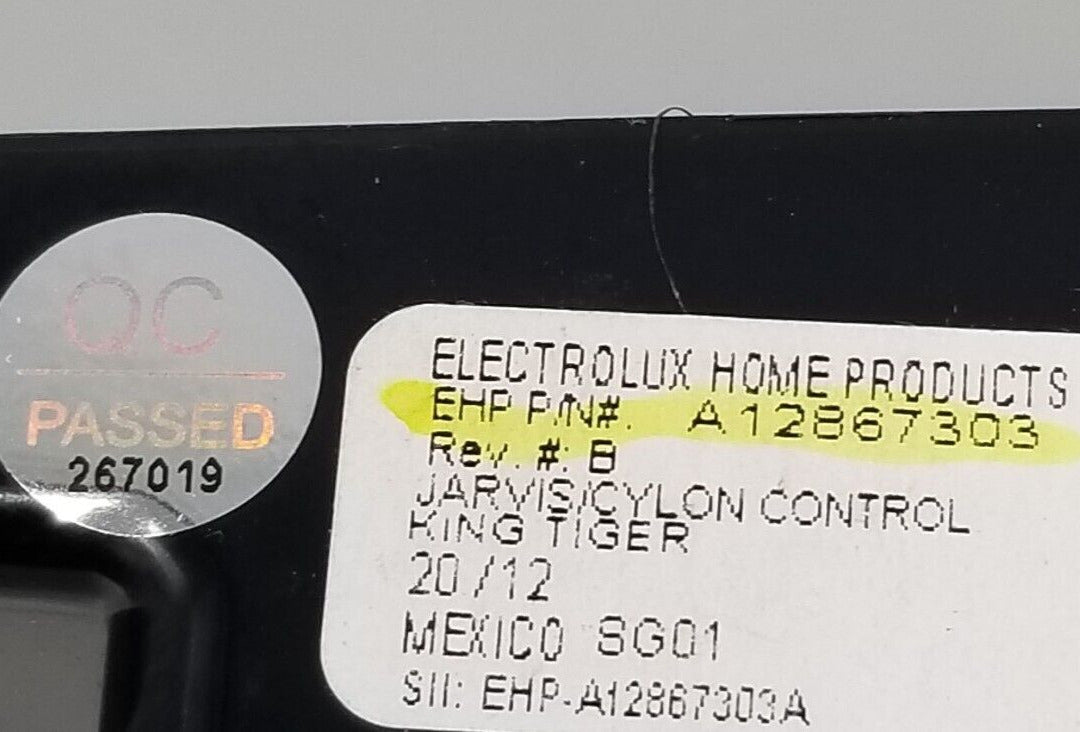 QC
PASSED
267019
ELECTROLUX HOME PRODUCTS
EHP P/N#: A12867303
Rev. #: B
JARVIS/CYLON CONTROL
KING TIGER
20/12
MEXICO SG01
SII: EHP-A12867303A